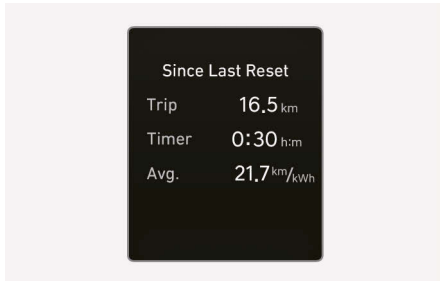 Since Last Reset
Trip 16.5 km
Timer 0:30 h:m
Avg. 21.7 km/kWh